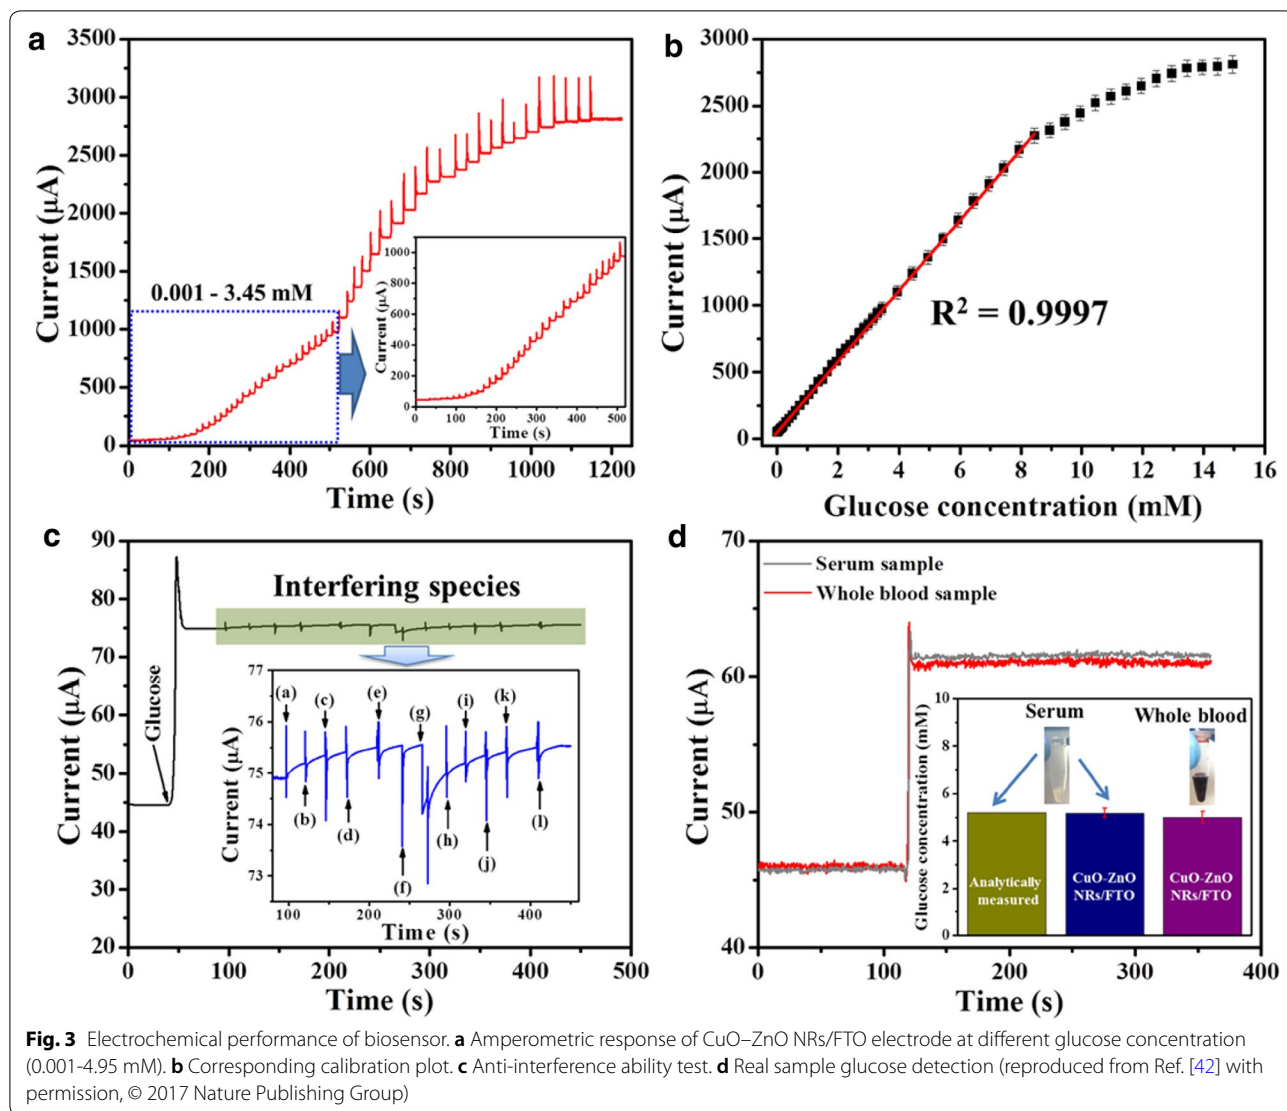 a
3500
3000
2500
2000
1500
1000
500
0
Current (µA)
0.001 - 3.45 mM
0 200 400 600 800 1000 1200
Time (s)
1000
800
600
400
200
0
Current (µA)
0 100 200 300 400 500
Time (s)
b
3000
2500
2000
1500
1000
500
0
Current (µA)
R² = 0.9997
0 2 4 6 8 10 12 14 16
Glucose concentration (mM)
c
90
80
70
60
50
40
30
20
Current (µA)
Glucose
Interfering species
0 100 200 300 400 500
Time (s)
77
76
75
74
73
Current (µA)
(a) (c) (e) (g) (i) (k)
(b) (d) (f) (h) (j) (l)
100 200 300 400
Time (s)
d
70
60
50
40
Current (µA)
Serum sample
Whole blood sample
0 100 200 300 400
Time (s)
10
8
6
4
2
0
Glucose concentration (mM)
Serum
Whole blood
Analytically
measured
CuO-ZnO
NRs/FTO
CuO-ZnO
NRs/FTO
Fig. 3 Electrochemical performance of biosensor. a Amperometric response of CuO–ZnO NRs/FTO electrode at different glucose concentration
(0.001-4.95 mM). b Corresponding calibration plot. c Anti-interference ability test. d Real sample glucose detection (reproduced from Ref. [42] with
permission, © 2017 Nature Publishing Group)